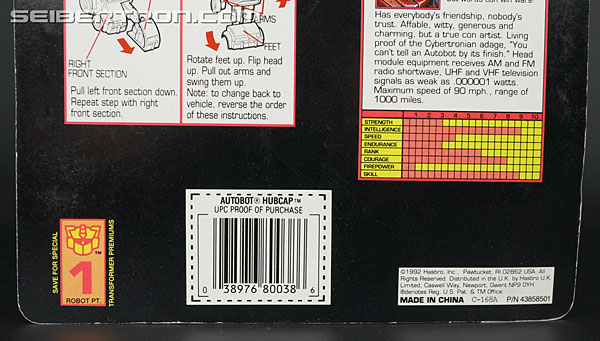 SEIBERTRON.COM
ARMS
FEET
RIGHT
FRONT SECTION
Pull left front section down.
Repeat step with right
front section.
Rotate feet up. Flip head
up. Pull out arms and
swing them up.
Note: to change back to
vehicle, reverse the order
of these instructions.
Has everybody's friendship, nobody's
trust. Affable, witty, generous and
charming, but a true con artist. Living
proof of the Cybertronian adage, "You
can't tell an Autobot by its finish." Head
module equipment receives AM and FM
radio shortwave, UHF and VHF television
signals as weak as .000001 watts.
Maximum speed of 90 mph., range of
1000 miles.
1 2 3 4 5 6 7 8 9 10
STRENGTH
INTELLIGENCE
SPEED
ENDURANCE
RANK
COURAGE
FIREPOWER
SKILL
SAVE FOR SPECIAL
TRANSFORMER PREMIUMS
™
1
ROBOT PT.
AUTOBOT® HUBCAP™
UPC PROOF OF PURCHASE
0 38976 80038 6
©1992 Hasbro, Inc., Pawtucket, RI 02862 USA. All
Rights Reserved. Distributed in the U.K. by Hasbro U.K.
Limited, Caswell Way, Newport, Gwent NP9 0YH.
®denotes Reg. U.S. Pat. & TM Office
MADE IN CHINA C-168A P/N 43858501